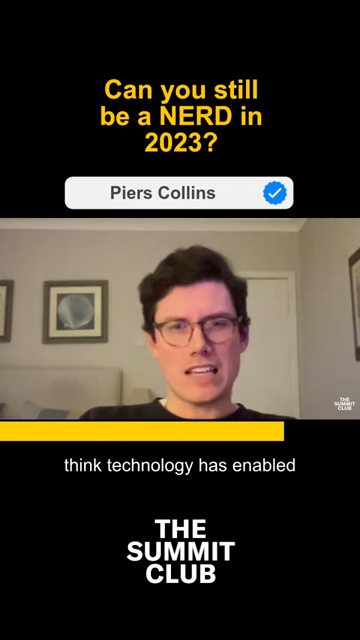 Can you still
be a NERD in
2023?
Piers Collins
THE
SUMMIT
CLUB
think technology has enabled
THE
SUMMIT
CLUB